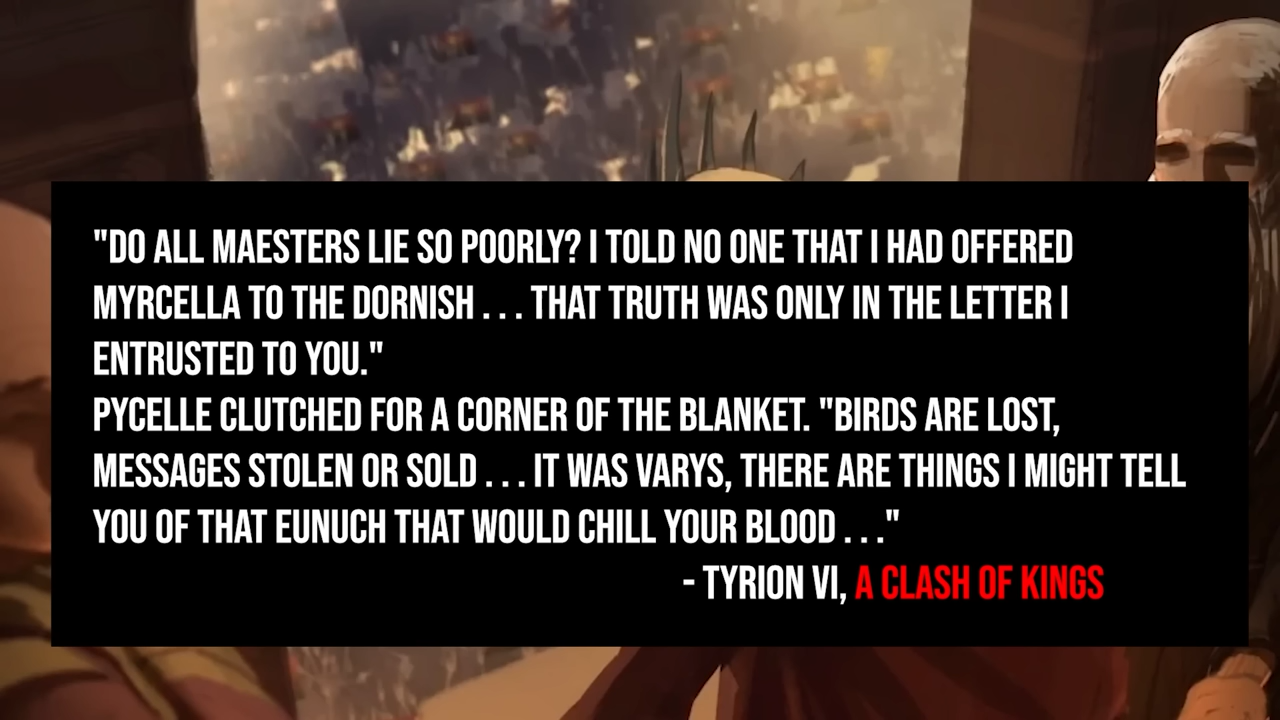 "DO ALL MAESTERS LIE SO POORLY? I TOLD NO ONE THAT I HAD OFFERED
MYRCELLA TO THE DORNISH . . . THAT TRUTH WAS ONLY IN THE LETTER I
ENTRUSTED TO YOU."
PYCELLE CLUTCHED FOR A CORNER OF THE BLANKET. "BIRDS ARE LOST,
MESSAGES STOLEN OR SOLD . . . IT WAS VARYS, THERE ARE THINGS I MIGHT TELL
YOU OF THAT EUNUCH THAT WOULD CHILL YOUR BLOOD . . ."
- TYRION VI, A CLASH OF KINGS